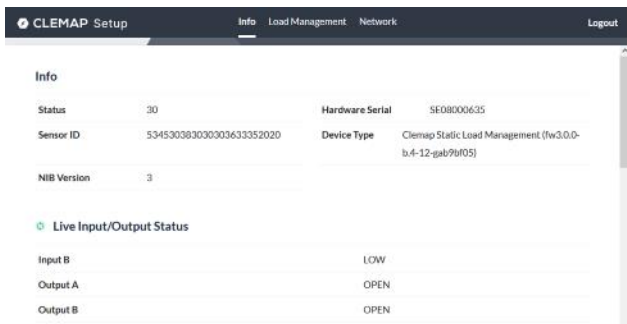 CLEMAP Setup Info Load Management Network Logout
Info
Status 30 Hardware Serial SE08000635
Sensor ID 534530383030303633352020 Device Type Clemap Static Load Management (fw3.0.0-
b.4-12-gab9bf05)
NIB Version 3
Live Input/Output Status
Input B LOW
Output A OPEN
Output B OPEN